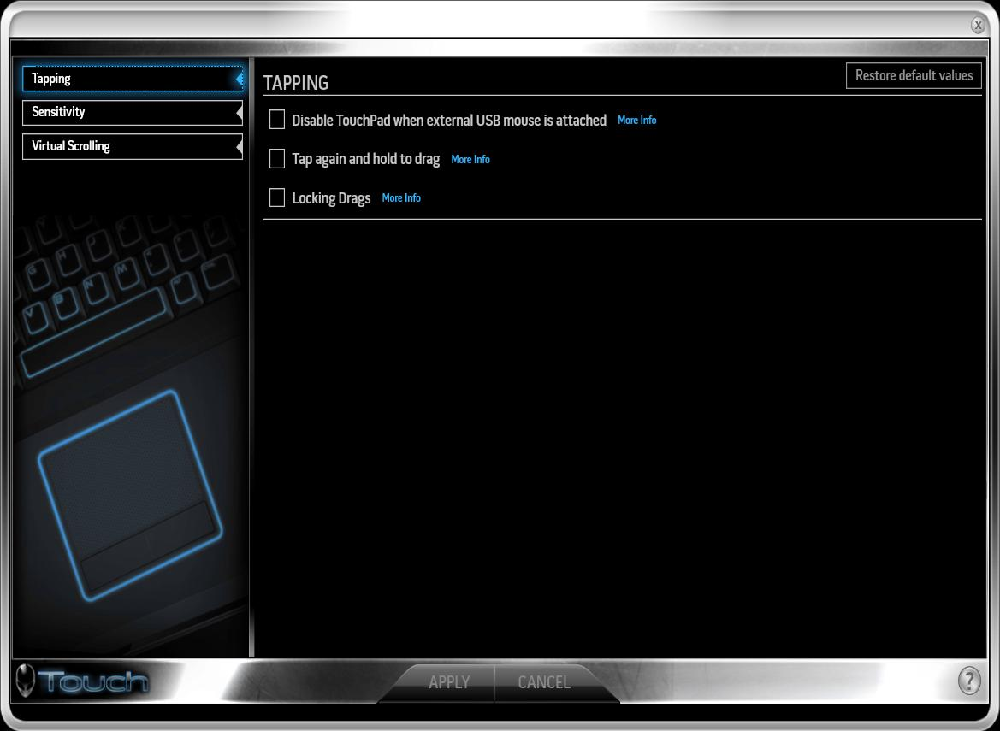 X
Tapping
Sensitivity
Virtual Scrolling
TAPPING
Restore default values
Disable TouchPad when external USB mouse is attached More Info
Tap again and hold to drag More Info
Locking Drags More Info
G H J K
V B N M
Touch
APPLY CANCEL
?